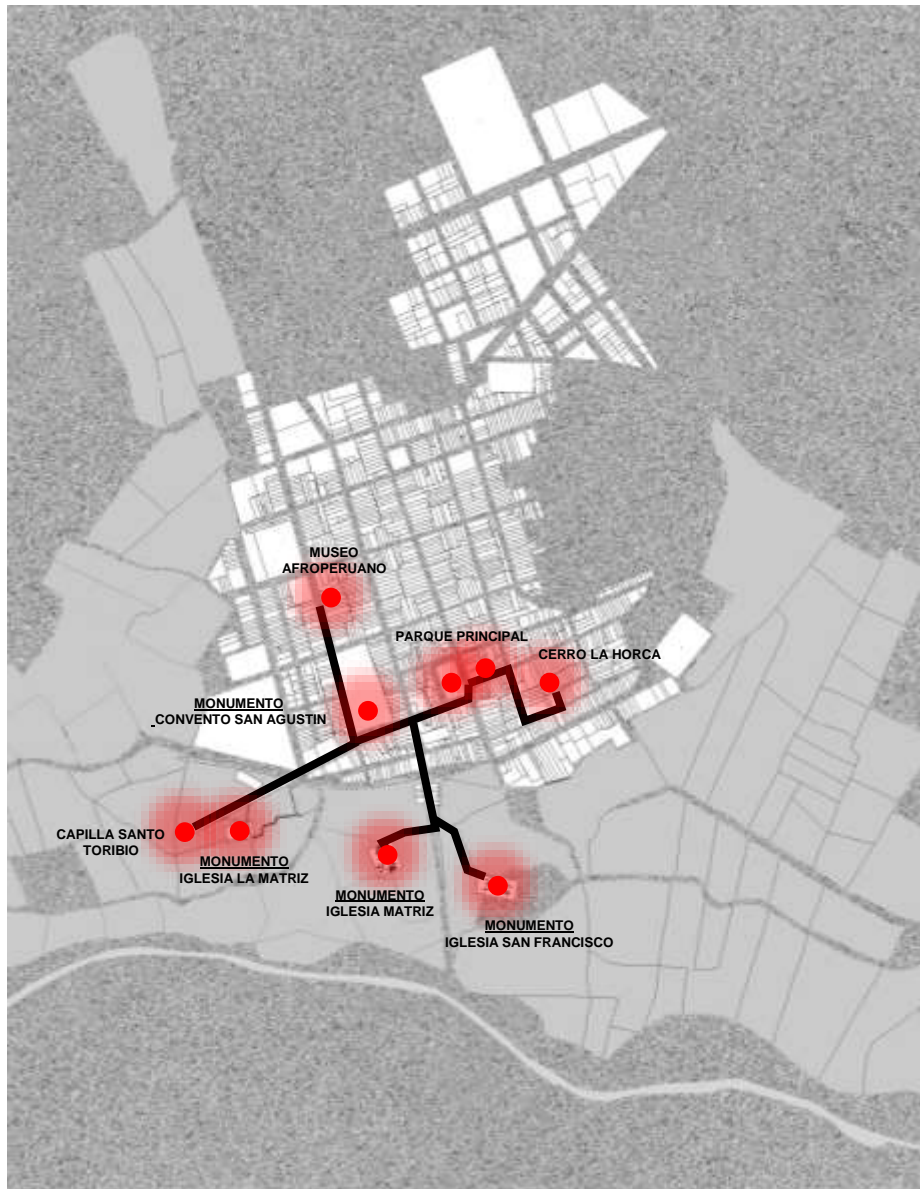 MUSEO
AFROPERUANO
PARQUE PRINCIPAL
CERRO LA HORCA
MONUMENTO
CONVENTO SAN AGUSTIN
CAPILLA SANTO
TORIBIO
MONUMENTO
IGLESIA LA MATRIZ
MONUMENTO
IGLESIA MATRIZ
MONUMENTO
IGLESIA SAN FRANCISCO